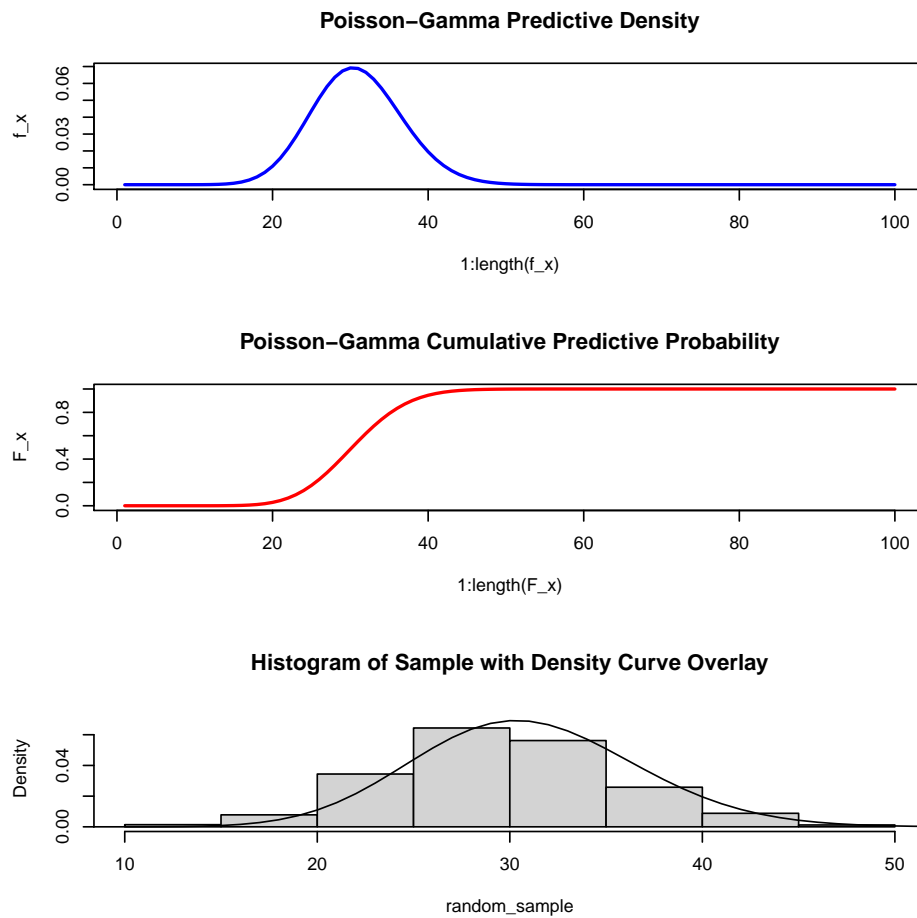 Poisson−Gamma Predictive Density
f_x
0.00 0.03 0.06
0 20 40 60 80 100
1:length(f_x)
Poisson−Gamma Cumulative Predictive Probability
F_x
0.0 0.4 0.8
0 20 40 60 80 100
1:length(F_x)
Histogram of Sample with Density Curve Overlay
Density
0.00 0.04
10 20 30 40 50
random_sample